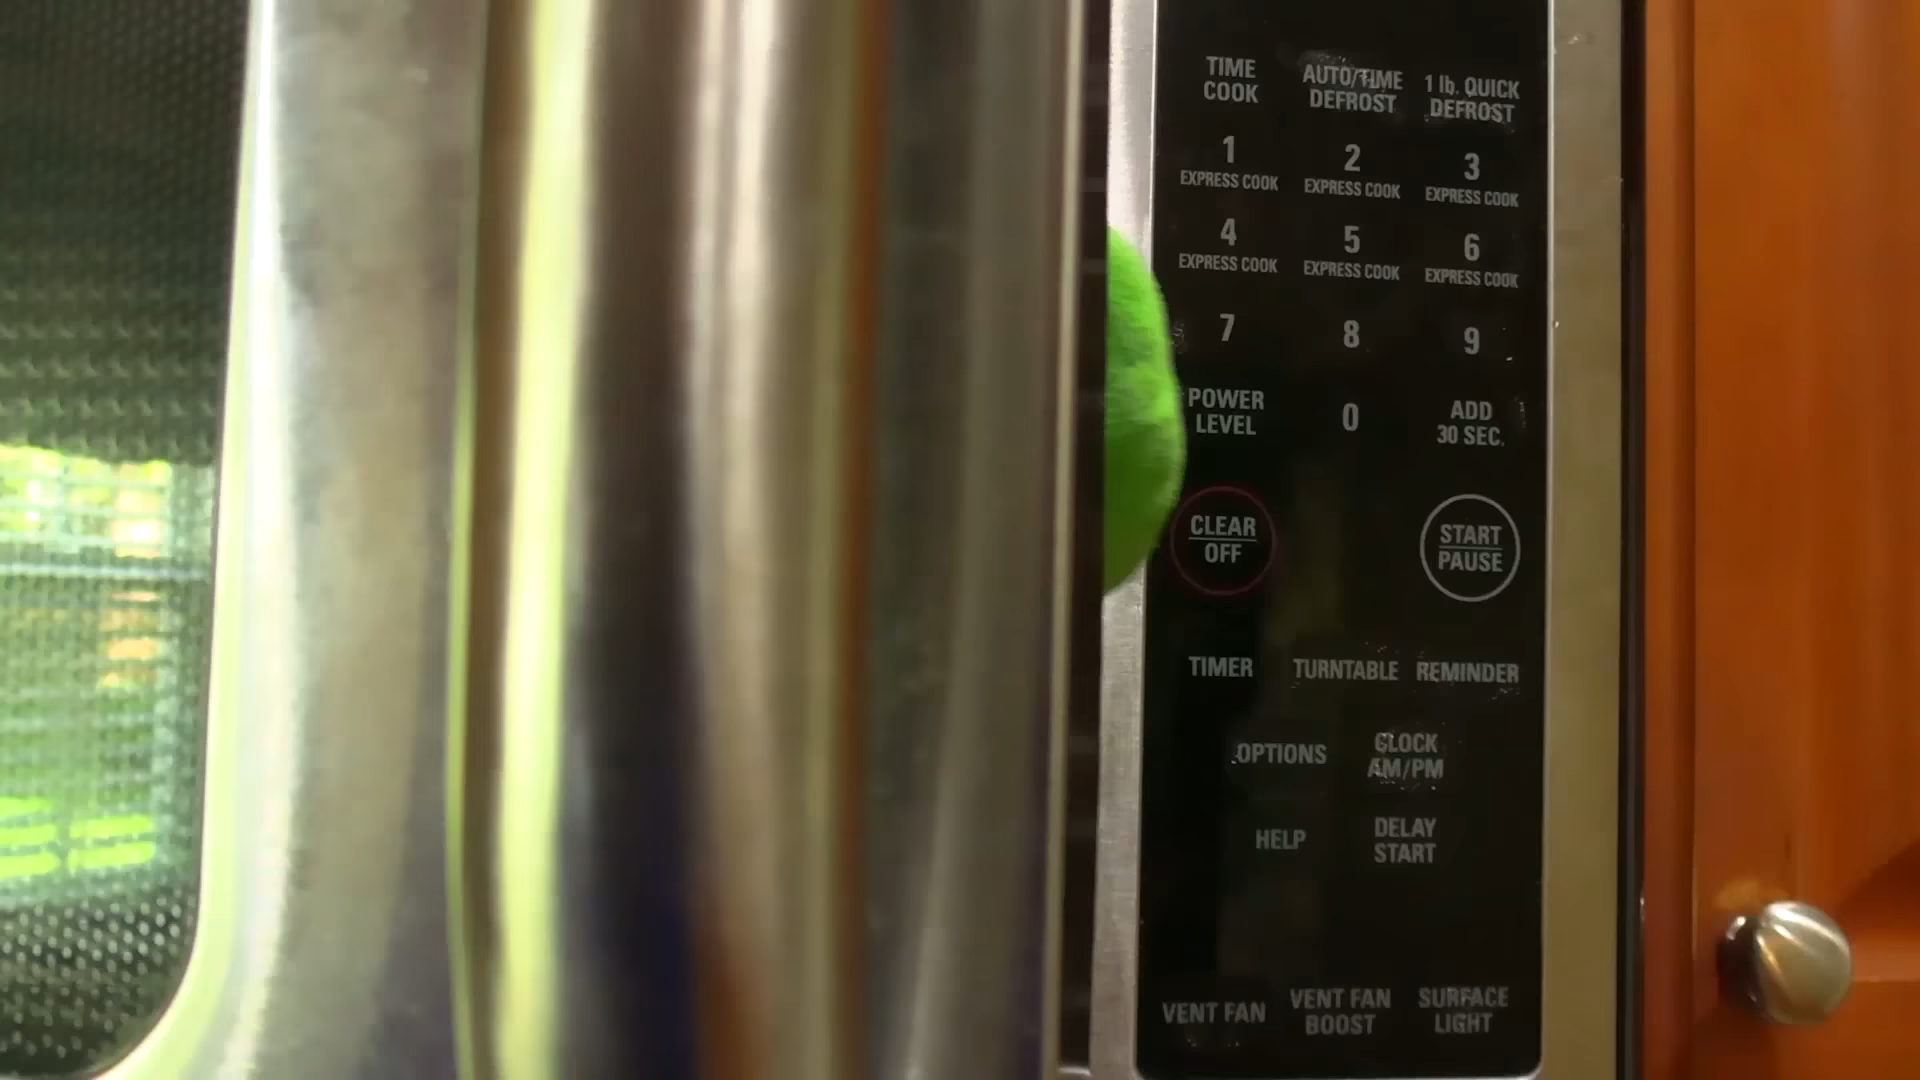 TIME COOK
AUTO/TIME DEFROST
1 lb. QUICK DEFROST
1 EXPRESS COOK
2 EXPRESS COOK
3 EXPRESS COOK
4 EXPRESS COOK
5 EXPRESS COOK
6 EXPRESS COOK
7
8
9
POWER LEVEL
0
ADD 30 SEC.
CLEAR OFF
START PAUSE
TIMER
TURNTABLE
REMINDER
OPTIONS
CLOCK AM/PM
HELP
DELAY START
VENT FAN
VENT FAN BOOST
SURFACE LIGHT